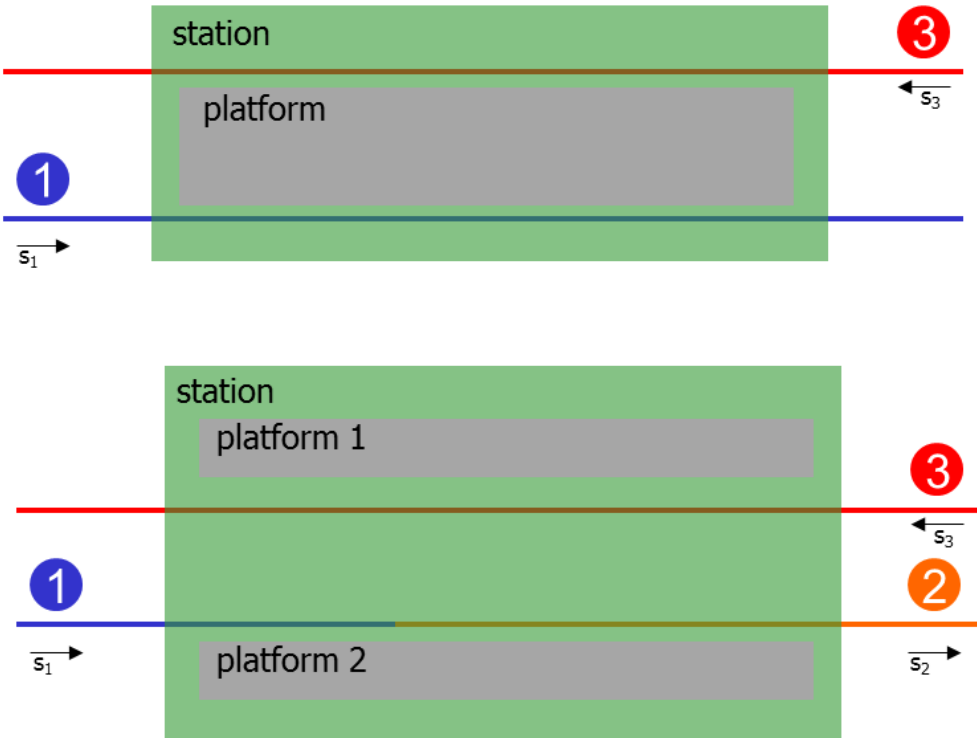 station
3
s₃
platform
1
s₁
station
platform 1
3
s₃
1
2
s₁
platform 2
s₂